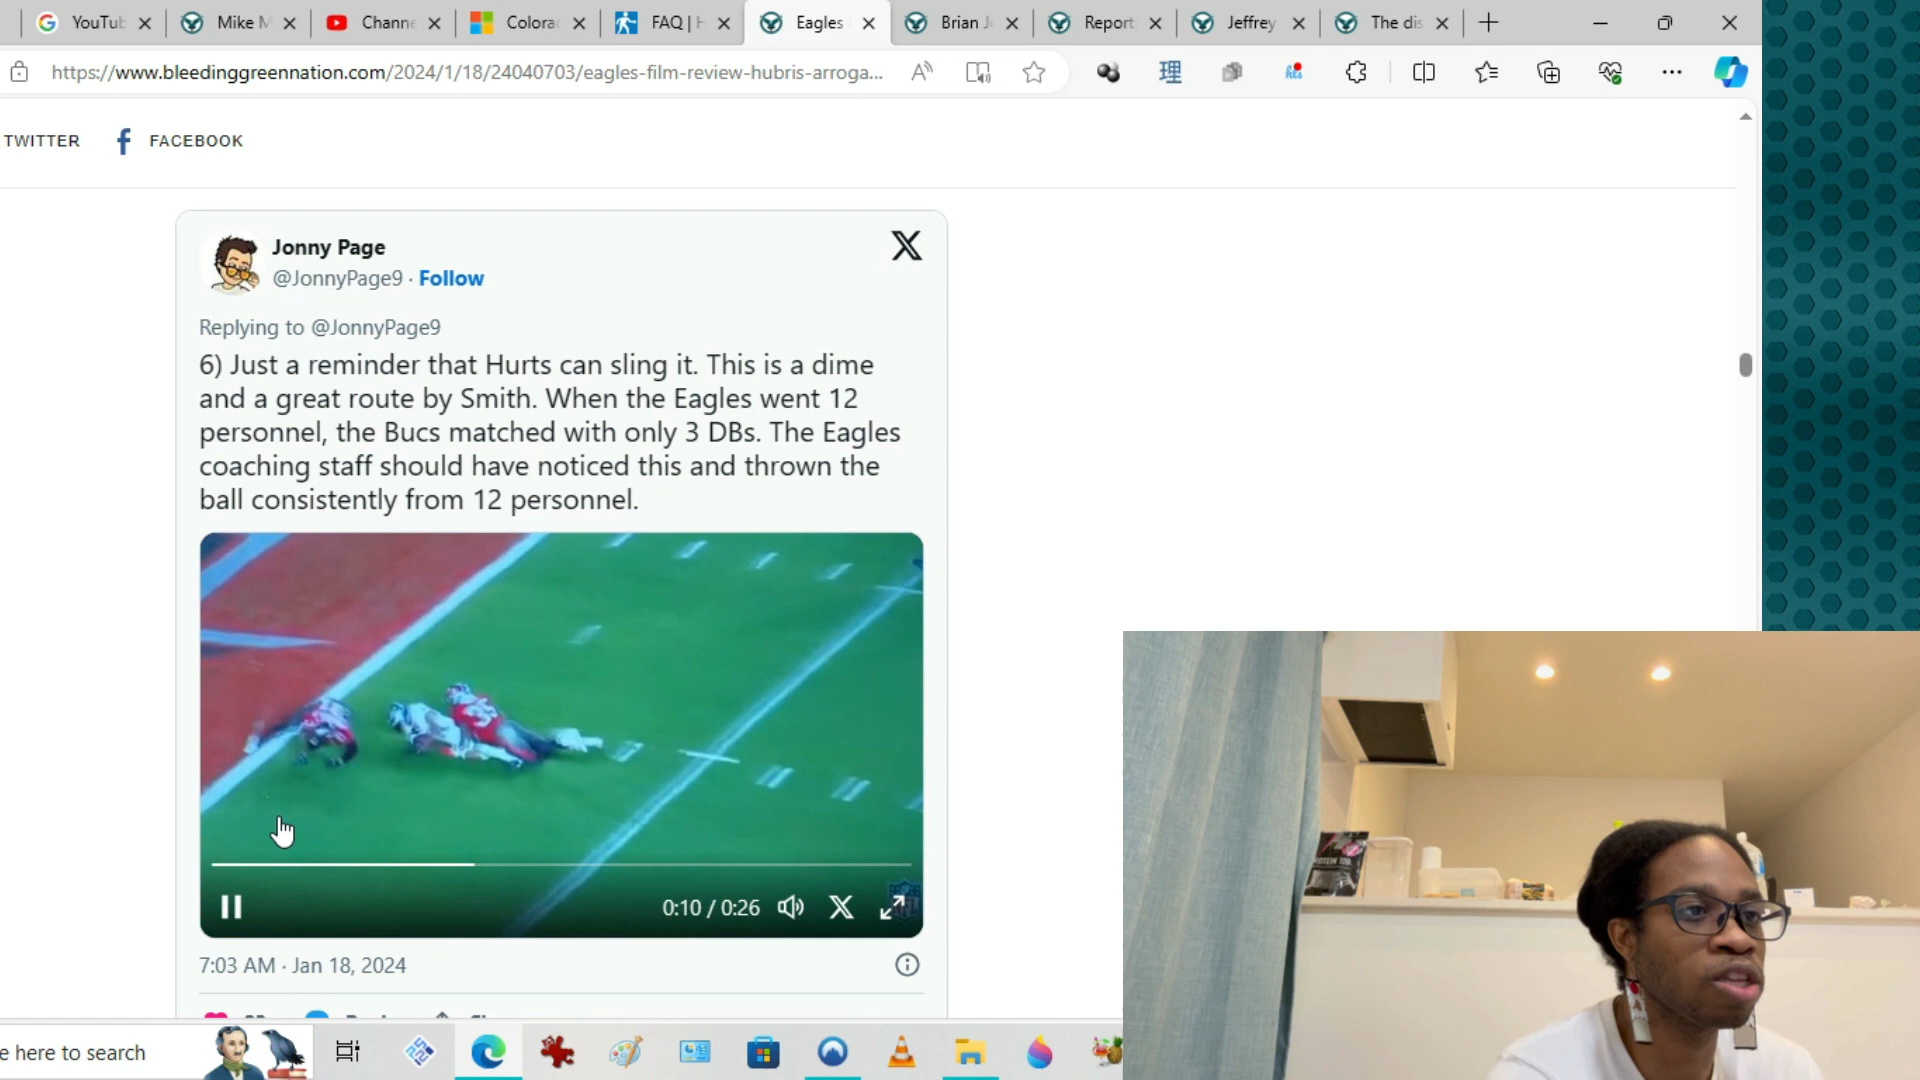 YouTub
Mike M
Chann
Colora
FAQ | H
Eagles
Brian J
Report:
Jeffrey
The dis
https://www.bleedinggreennation.com/2024/1/18/24040703/eagles-film-review-hubris-arroga...
TWITTER
FACEBOOK
Jonny Page
@JonnyPage9 · Follow
Replying to @JonnyPage9
6) Just a reminder that Hurts can sling it. This is a dime
and a great route by Smith. When the Eagles went 12
personnel, the Bucs matched with only 3 DBs. The Eagles
coaching staff should have noticed this and thrown the
ball consistently from 12 personnel.
0:10 / 0:26
7:03 AM · Jan 18, 2024
e here to search